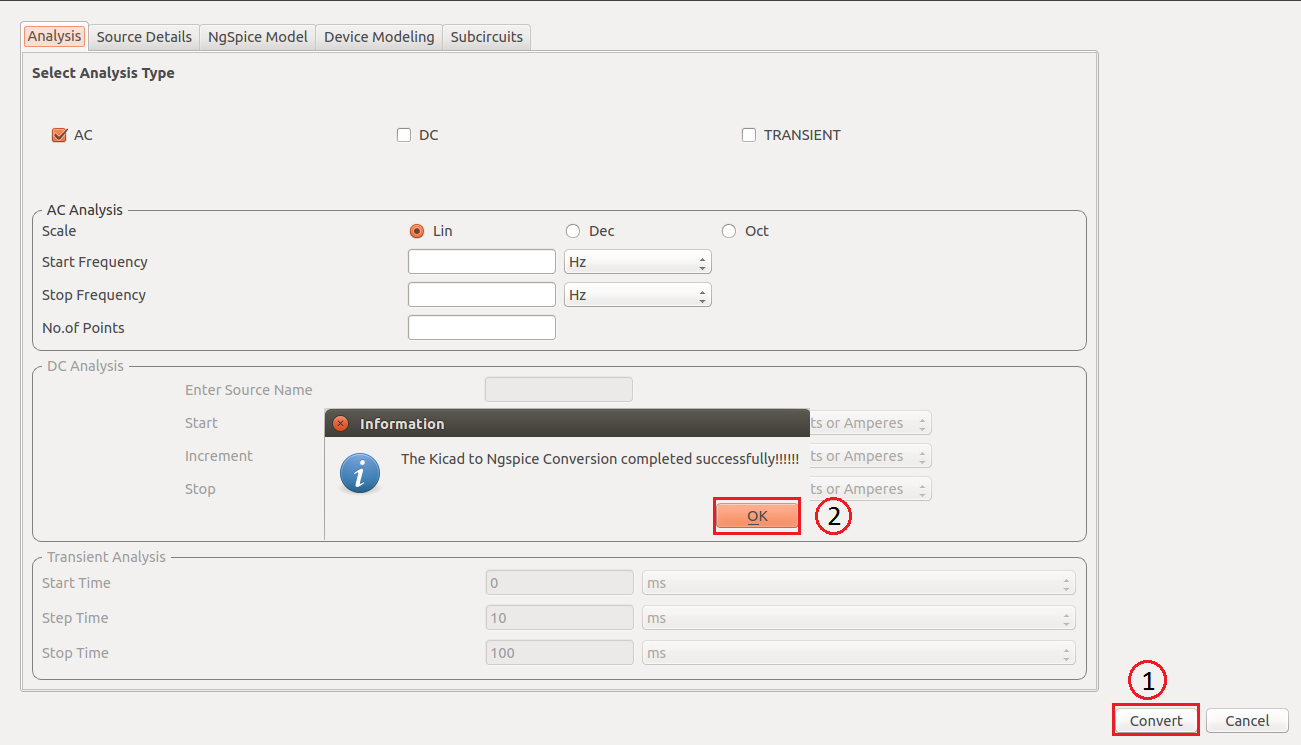 Analysis Source Details NgSpice Model Device Modeling Subcircuits
Select Analysis Type
AC DC TRANSIENT
AC Analysis
Scale Lin Dec Oct
Start Frequency Hz
Stop Frequency Hz
No.of Points
DC Analysis
Enter Source Name
Start ts or Amperes
Increment ts or Amperes
Stop ts or Amperes
Information
i The Kicad to Ngspice Conversion completed successfully!!!!!!
OK 2
Transient Analysis
Start Time 0 ms
Step Time 10 ms
Stop Time 100 ms
1
Convert Cancel